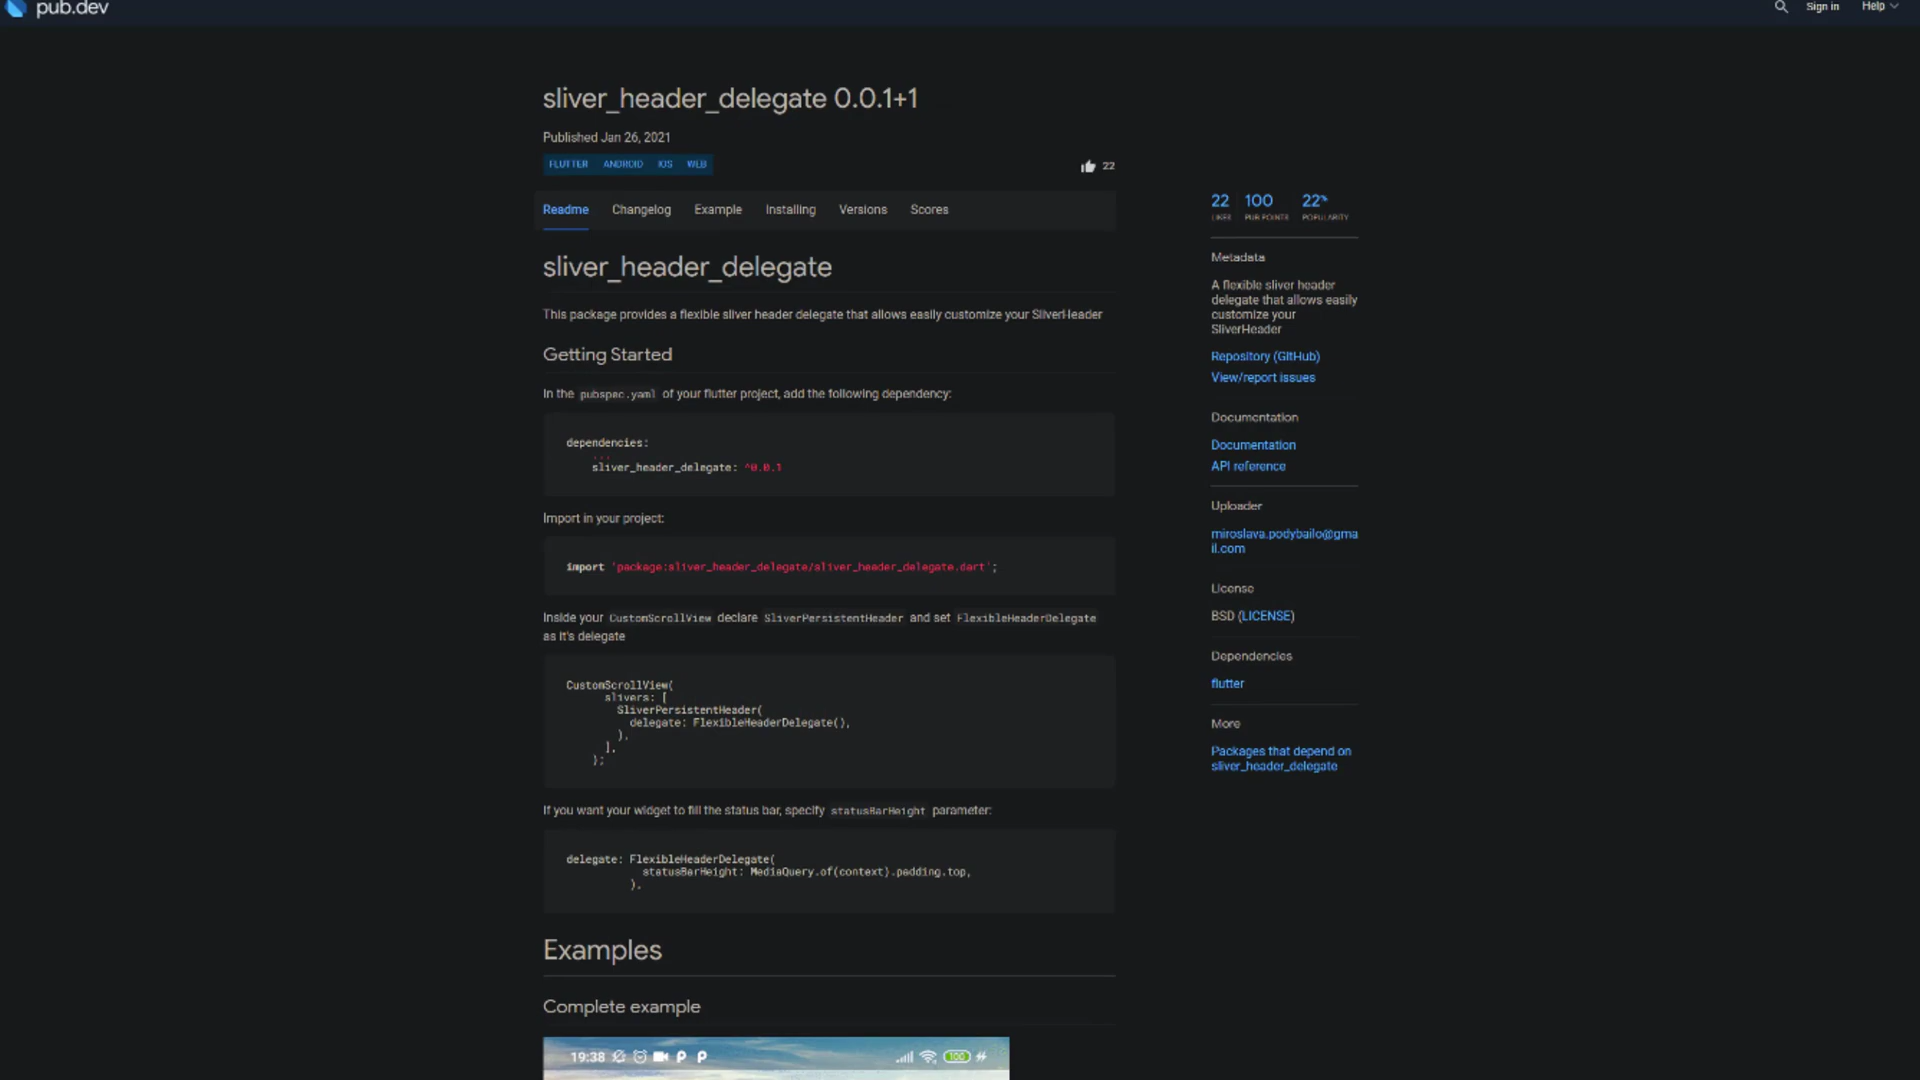 pub.dev
Sign in
Help
sliver_header_delegate 0.0.1+1
Published Jan 26, 2021
FLUTTER ANDROID IOS WEB
22
Readme Changelog Example Installing Versions Scores
sliver_header_delegate
This package provides a flexible sliver header delegate that allows easily customize your SliverHeader
Getting Started
In the pubspec.yaml of your flutter project, add the following dependency:
dependencies:
...
sliver_header_delegate: ^0.0.1
Import in your project:
import 'package:sliver_header_delegate/sliver_header_delegate.dart';
Inside your CustomScrollView declare SliverPersistentHeader and set FlexibleHeaderDelegate
as it's delegate
CustomScrollView(
slivers: [
SliverPersistentHeader(
delegate: FlexibleHeaderDelegate(),
),
],
);
If you want your widget to fill the status bar, specify statusBarHeight parameter:
delegate: FlexibleHeaderDelegate(
statusBarHeight: MediaQuery.of(context).padding.top,
),
Examples
Complete example
19:38
100
22 100 22%
LIKES PUB POINTS POPULARITY
Metadata
A flexible sliver header
delegate that allows easily
customize your
SliverHeader
Repository (GitHub)
View/report issues
Documentation
Documentation
API reference
Uploader
miroslava.podybailo@gma
il.com
License
BSD (LICENSE)
Dependencies
flutter
More
Packages that depend on
sliver_header_delegate